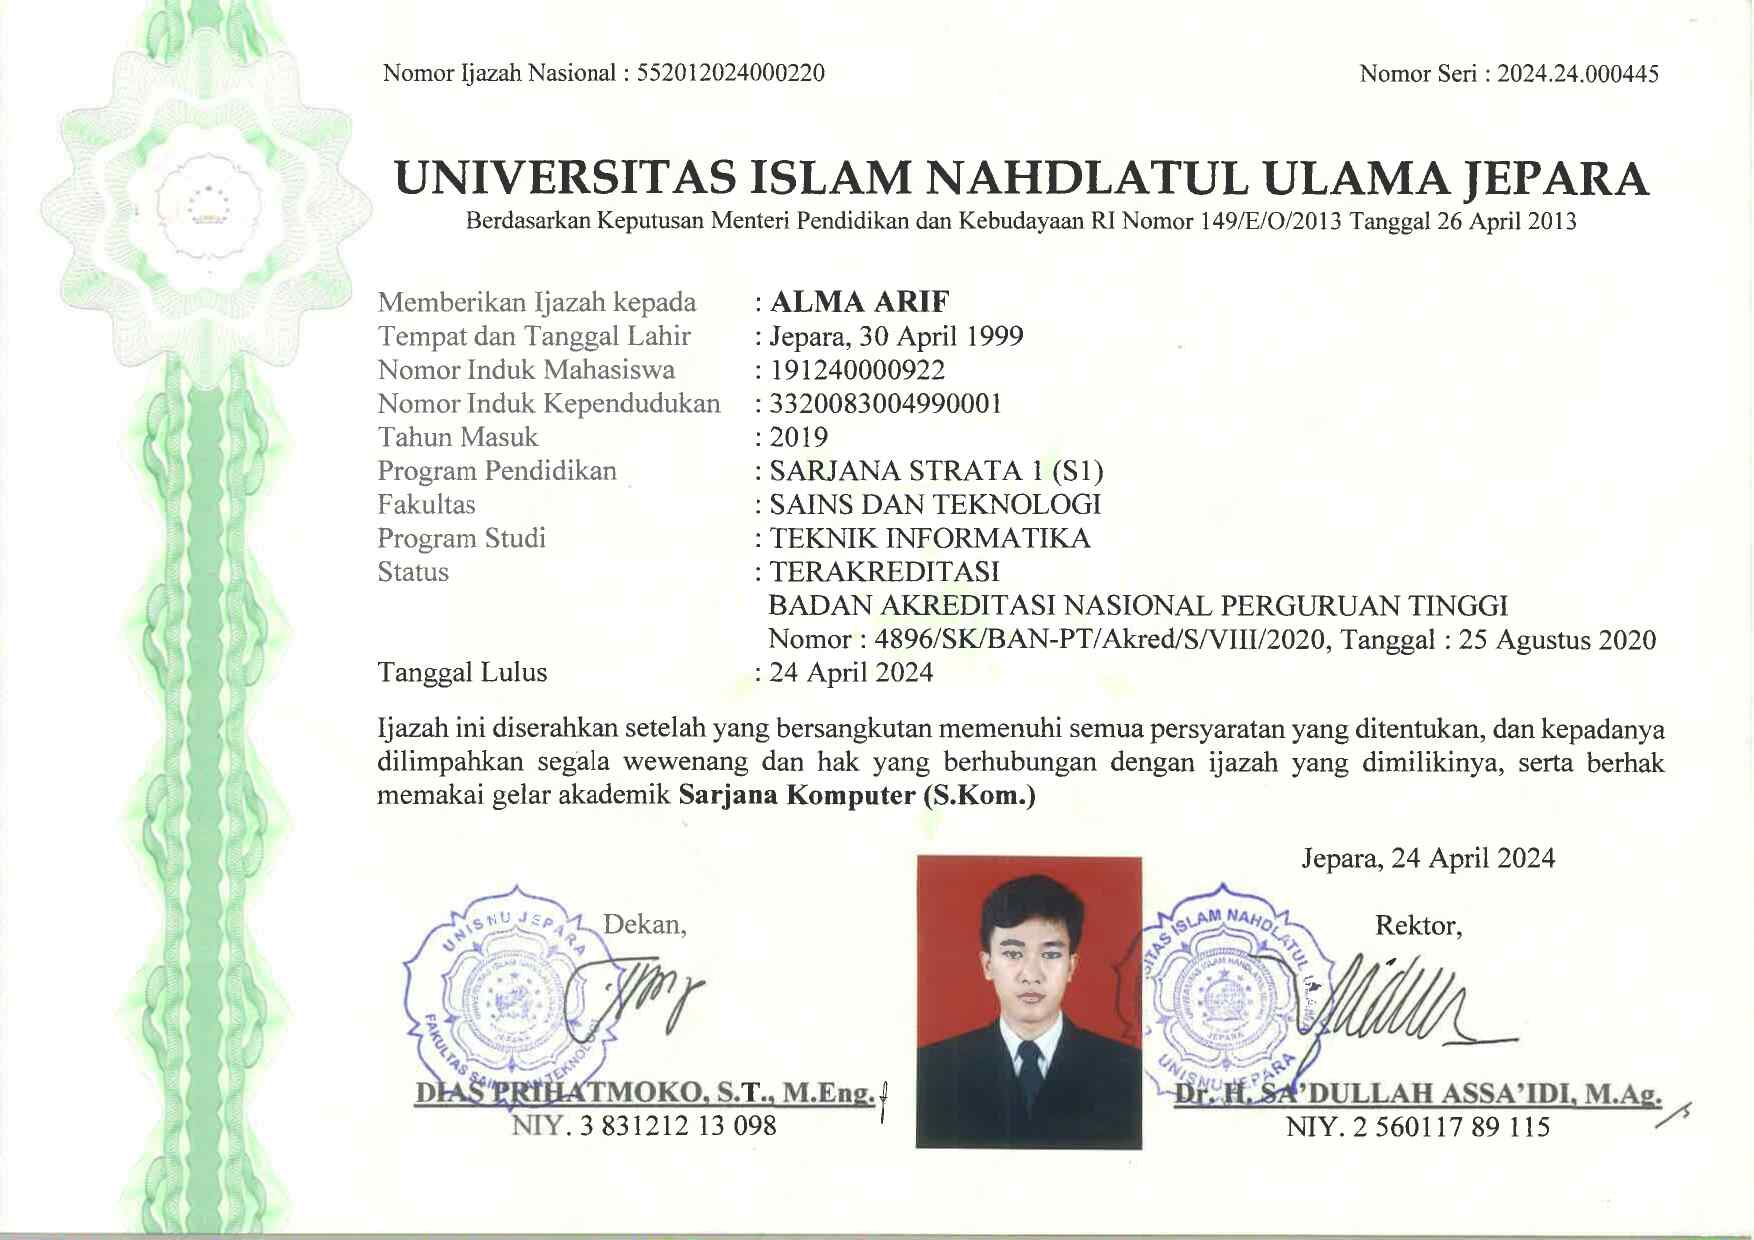 Nomor Ijazah Nasional : 552012024000220
Nomor Seri : 2024.24.000445
UNIVERSITAS ISLAM NAHDLATUL ULAMA JEPARA
Berdasarkan Keputusan Menteri Pendidikan dan Kebudayaan RI Nomor 149/E/O/2013 Tanggal 26 April 2013
Memberikan Ijazah kepada : ALMA ARIF
Tempat dan Tanggal Lahir : Jepara, 30 April 1999
Nomor Induk Mahasiswa : 191240000922
Nomor Induk Kependudukan : 3320083004990001
Tahun Masuk : 2019
Program Pendidikan : SARJANA STRATA 1 (S1)
Fakultas : SAINS DAN TEKNOLOGI
Program Studi : TEKNIK INFORMATIKA
Status : TERAKREDITASI
BADAN AKREDITASI NASIONAL PERGURUAN TINGGI
Nomor : 4896/SK/BAN-PT/Akred/S/VIII/2020, Tanggal : 25 Agustus 2020
Tanggal Lulus : 24 April 2024
Ijazah ini diserahkan setelah yang bersangkutan memenuhi semua persyaratan yang ditentukan, dan kepadanya
dilimpahkan segala wewenang dan hak yang berhubungan dengan ijazah yang dimilikinya, serta berhak
memakai gelar akademik Sarjana Komputer (S.Kom.)
Jepara, 24 April 2024
Dekan,
Rektor,
UNISNU JEPARA
FAKULTAS SAINS DAN TEKNOLOGI
ISLAM NAHDLATUL
UNISNU JEPARA
DIAS PRIHATMOKO, S.T., M.Eng.
NIY. 3 831212 13 098
Dr. H. SA'DULLAH ASSA'IDI, M.Ag.
NIY. 2 560117 89 115